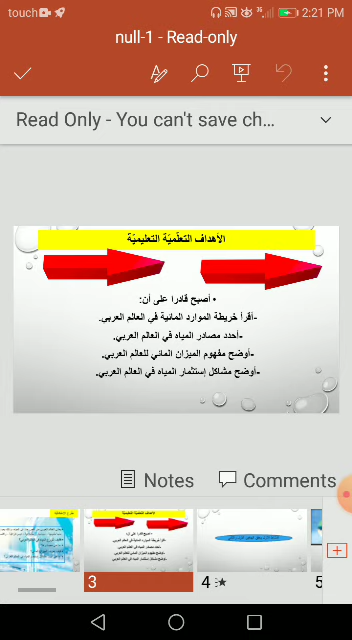 touch 2:21 PM
null-1 - Read-only
Read Only - You can't save ch...
الأهداف التعلّميّة التعليميّة
• أصبح قادرا على أن:
-أقرأ خريطة الموارد المائية في العالم العربي.
-أحدد مصادر المياه في العالم العربي.
-أوضح مفهوم الميزان المائي للعالم العربي.
-أوضح مشاكل إستثمار المياه في العالم العربي.
Notes Comments
3 4 5